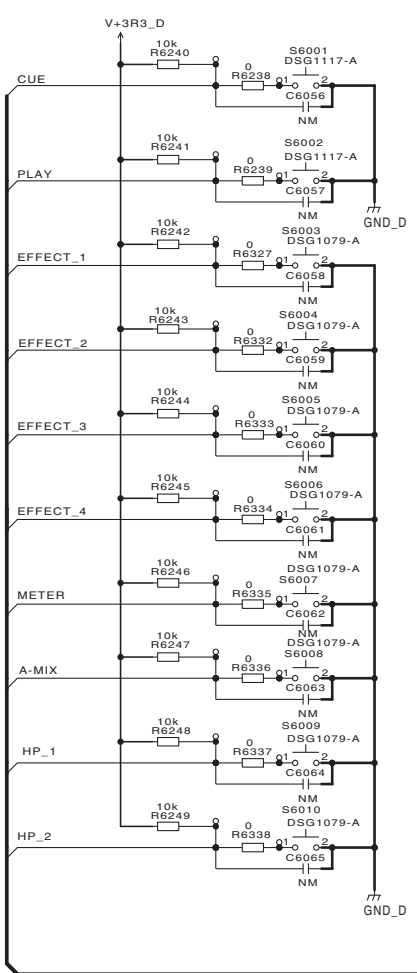 V+3R3_D
10k
R6240
CUE
0
R6238
S6001
DSG1117-A
1 2
C6056
NM
10k
R6241
PLAY
0
R6239
S6002
DSG1117-A
1 2
C6057
NM
GND_D
10k
R6242
EFFECT_1
0
R6327
S6003
DSG1079-A
1 2
C6058
NM
10k
R6243
EFFECT_2
0
R6332
S6004
DSG1079-A
1 2
C6059
NM
10k
R6244
EFFECT_3
0
R6333
S6005
DSG1079-A
1 2
C6060
NM
10k
R6245
EFFECT_4
0
R6334
S6006
DSG1079-A
1 2
C6061
NM
10k
R6246
METER
0
R6335
DSG1079-A
S6007
1 2
C6062
NM
10k
R6247
A-MIX
0
R6336
DSG1079-A
S6008
1 2
C6063
NM
10k
R6248
HP_1
0
R6337
S6009
DSG1079-A
1 2
C6064
NM
10k
R6249
HP_2
0
R6338
S6010
DSG1079-A
1 2
C6065
NM
GND_D